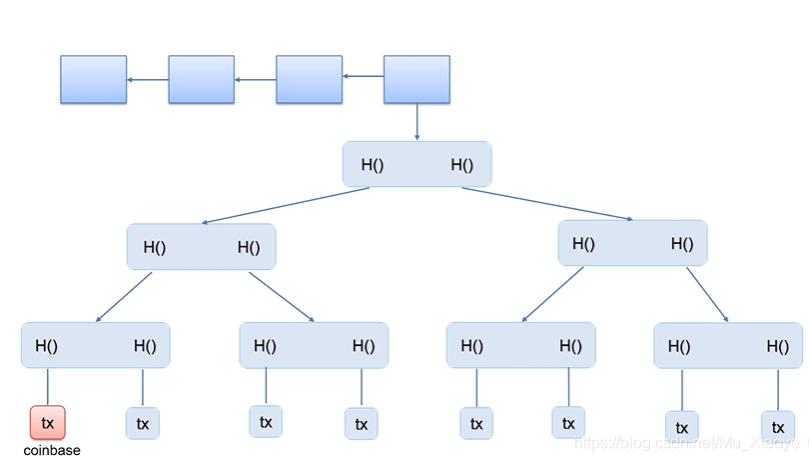 H() H()
H() H() H() H()
H() H() H() H() H() H() H() H()
tx tx tx tx tx tx tx tx
coinbase
https://blog.csdn.net/Mu_Xiaoye